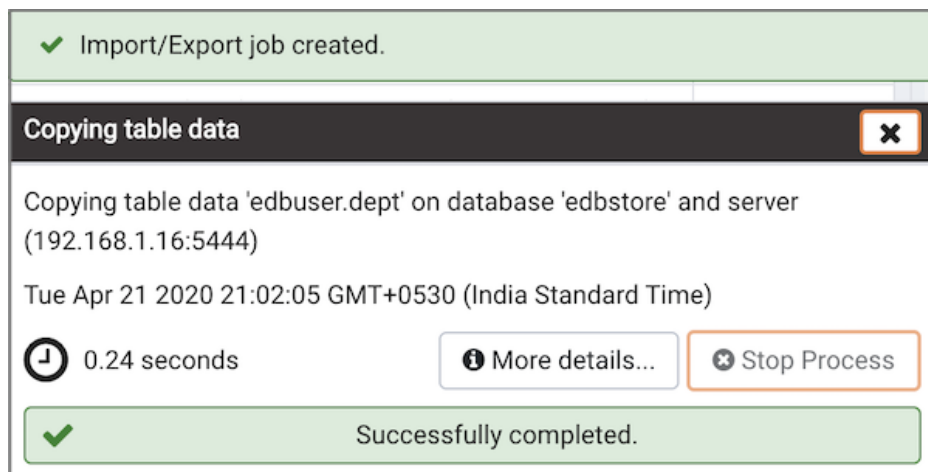 Import/Export job created.
Copying table data
Copying table data 'edbuser.dept' on database 'edbstore' and server
(192.168.1.16:5444)
Tue Apr 21 2020 21:02:05 GMT+0530 (India Standard Time)
0.24 seconds
More details...
Stop Process
Successfully completed.